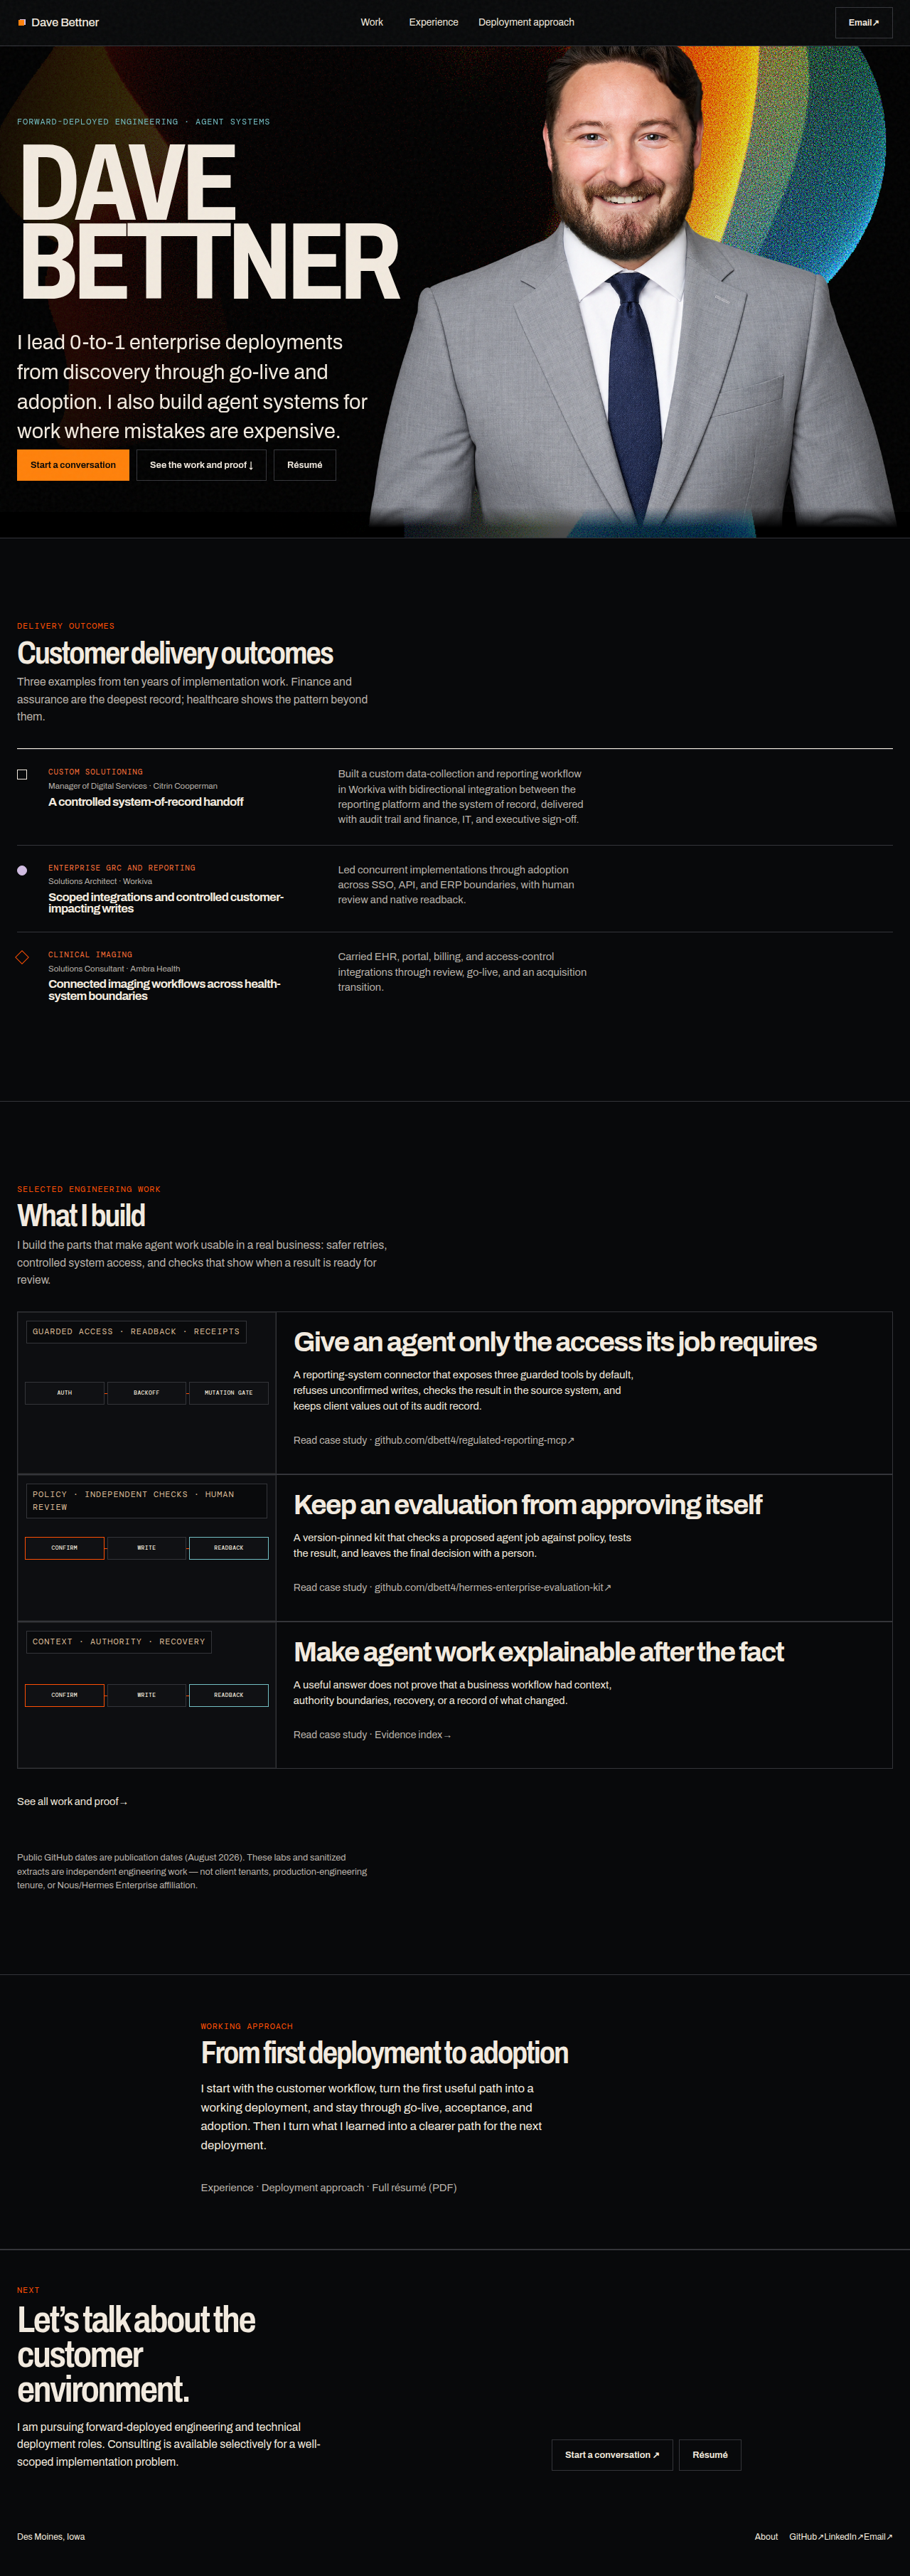 Dave Bettner
Work Experience Deployment approach
Email↗
FORWARD-DEPLOYED ENGINEERING · AGENT SYSTEMS
DAVE
BETTNER
I lead 0-to-1 enterprise deployments
from discovery through go-live and
adoption. I also build agent systems for
work where mistakes are expensive.
Start a conversation
See the work and proof ↓
Résumé
DELIVERY OUTCOMES
Customer delivery outcomes
Three examples from ten years of implementation work. Finance and
assurance are the deepest record; healthcare shows the pattern beyond
them.
CUSTOM SOLUTIONING
Manager of Digital Services · Citrin Cooperman
A controlled system-of-record handoff
Built a custom data-collection and reporting workflow
in Workiva with bidirectional integration between the
reporting platform and the system of record, delivered
with audit trail and finance, IT, and executive sign-off.
ENTERPRISE GRC AND REPORTING
Solutions Architect · Workiva
Scoped integrations and controlled customer-
impacting writes
Led concurrent implementations through adoption
across SSO, API, and ERP boundaries, with human
review and native readback.
CLINICAL IMAGING
Solutions Consultant · Ambra Health
Connected imaging workflows across health-
system boundaries
Carried EHR, portal, billing, and access-control
integrations through review, go-live, and an acquisition
transition.
SELECTED ENGINEERING WORK
What I build
I build the parts that make agent work usable in a real business: safer retries,
controlled system access, and checks that show when a result is ready for
review.
GUARDED ACCESS · READBACK · RECEIPTS
AUTH
BACKOFF
MUTATION GATE
Give an agent only the access its job requires
A reporting-system connector that exposes three guarded tools by default,
refuses unconfirmed writes, checks the result in the source system, and
keeps client values out of its audit record.
Read case study · github.com/dbett4/regulated-reporting-mcp↗
POLICY · INDEPENDENT CHECKS · HUMAN
REVIEW
CONFIRM
WRITE
READBACK
Keep an evaluation from approving itself
A version-pinned kit that checks a proposed agent job against policy, tests
the result, and leaves the final decision with a person.
Read case study · github.com/dbett4/hermes-enterprise-evaluation-kit↗
CONTEXT · AUTHORITY · RECOVERY
CONFIRM
WRITE
READBACK
Make agent work explainable after the fact
A useful answer does not prove that a business workflow had context,
authority boundaries, recovery, or a record of what changed.
Read case study · Evidence index→
See all work and proof→
Public GitHub dates are publication dates (August 2026). These labs and sanitized
extracts are independent engineering work — not client tenants, production-engineering
tenure, or Nous/Hermes Enterprise affiliation.
WORKING APPROACH
From first deployment to adoption
I start with the customer workflow, turn the first useful path into a
working deployment, and stay through go-live, acceptance, and
adoption. Then I turn what I learned into a clearer path for the next
deployment.
Experience · Deployment approach · Full résumé (PDF)
NEXT
Let's talk about the
customer
environment.
I am pursuing forward-deployed engineering and technical
deployment roles. Consulting is available selectively for a well-
scoped implementation problem.
Start a conversation ↗
Résumé
Des Moines, Iowa
About GitHub↗LinkedIn↗Email↗